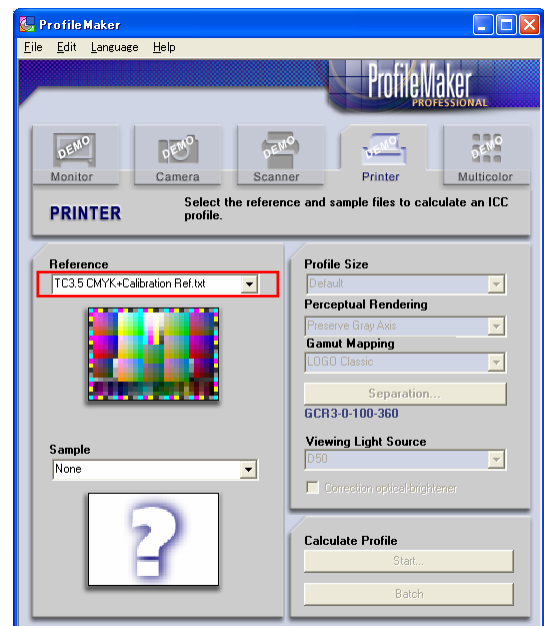 ProfileMaker
File Edit Language Help
ProfileMaker
PROFESSIONAL
DEMO DEMO DEMO DEMO DEMO
Monitor Camera Scanner Printer Multicolor
PRINTER
Select the reference and sample files to calculate an ICC
profile.
Reference
TC3.5 CMYK+Calibration Ref.txt
Sample
None
?
Profile Size
Default
Perceptual Rendering
Preserve Gray Axis
Gamut Mapping
LOGO Classic
Separation...
GCR3-0-100-360
Viewing Light Source
D50
Correction optical-brightener
Calculate Profile
Start...
Batch